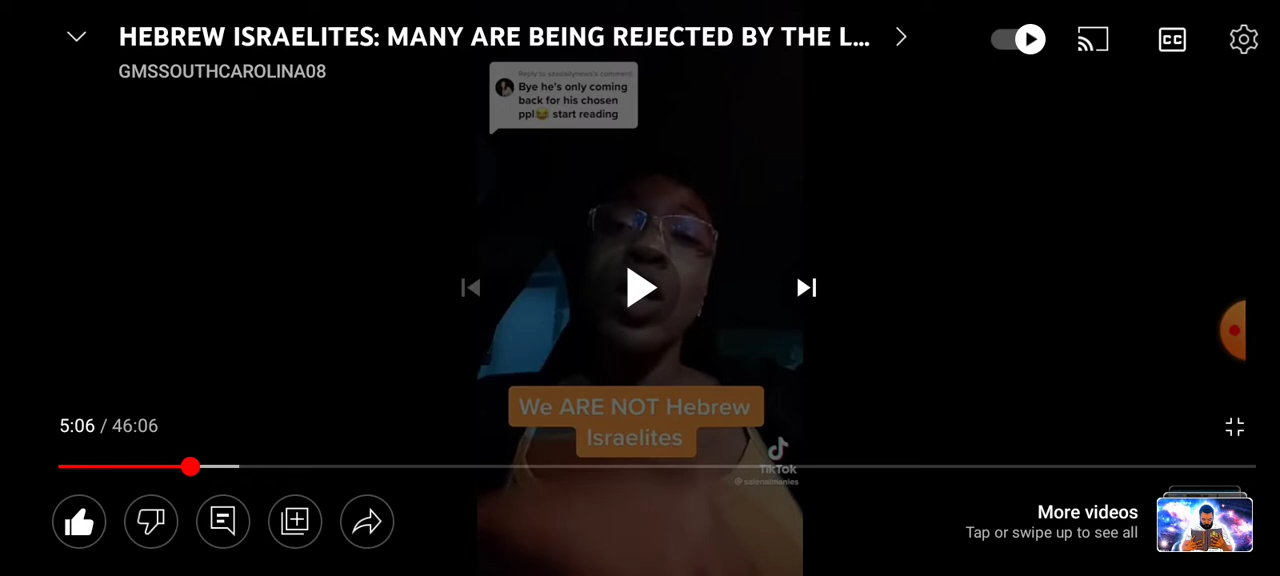 HEBREW ISRAELITES: MANY ARE BEING REJECTED BY THE L...
GMSSOUTHCAROLINA08
CC
Bye he's only coming
back for his chosen
ppl😂 start reading
We ARE NOT Hebrew
Israelites
TikTok
5:06 / 46:06
More videos
Tap or swipe up to see all